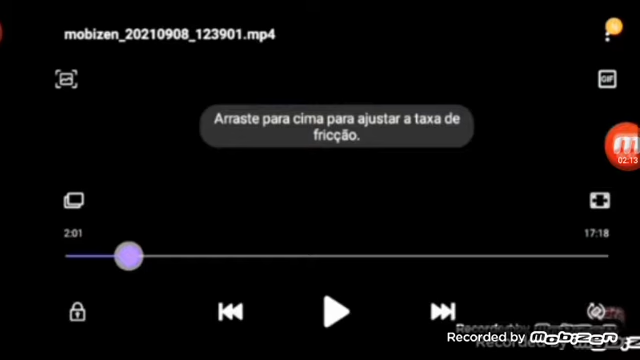 mobizen_20210908_123901.mp4
GIF
Arraste para cima para ajustar a taxa de
fricção.
02:13
2:01
17:18
Recorded by mobizen